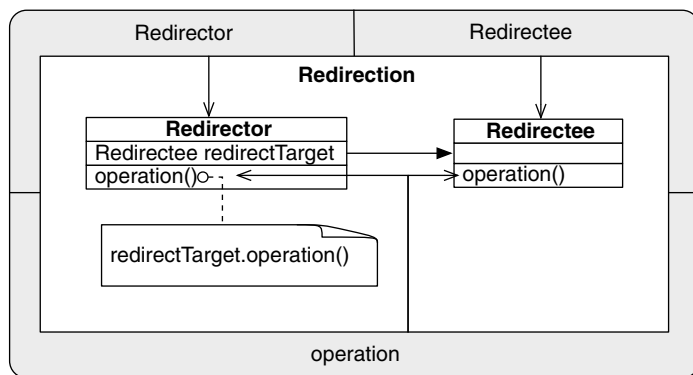 Redirector
Redirectee
Redirection
Redirector
Redirectee redirectTarget
operation()
Redirectee
operation()
redirectTarget.operation()
operation